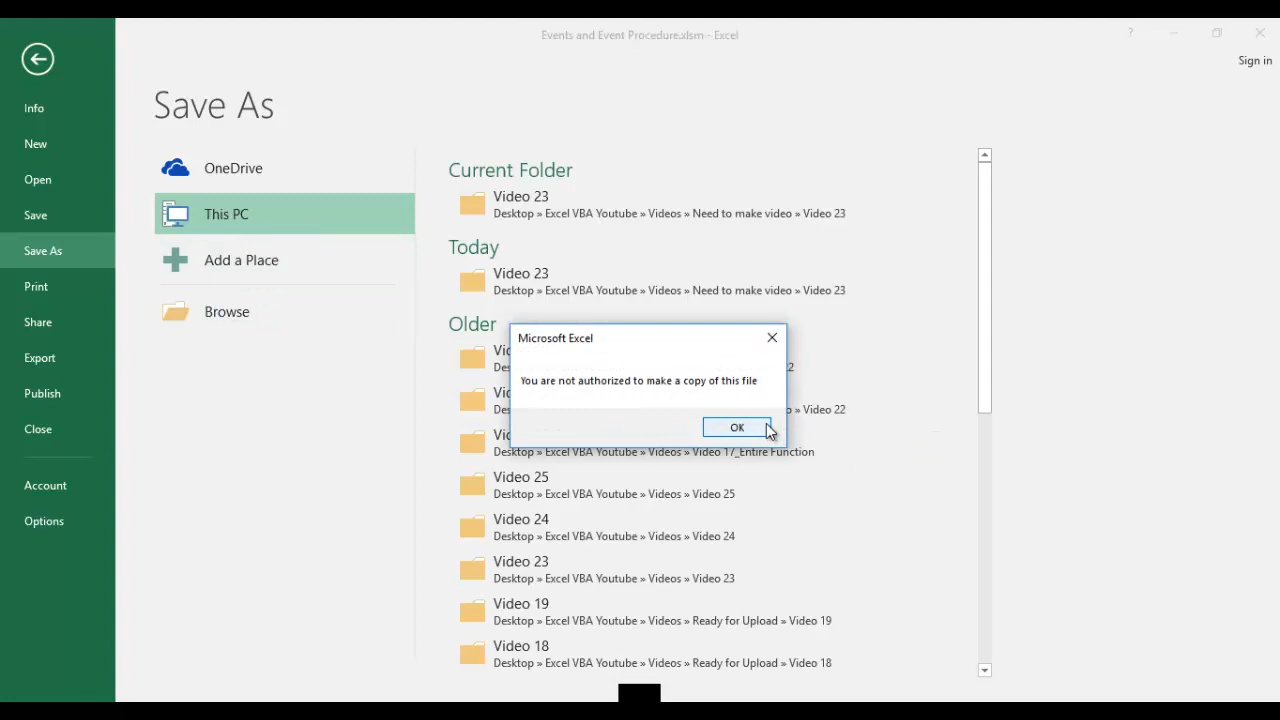 Events and Event Procedure.xlsm - Excel
?
Sign in
Info
New
Open
Save
Save As
Print
Share
Export
Publish
Close
Account
Options
Save As
OneDrive
This PC
Add a Place
Browse
Current Folder
Video 23
Desktop » Excel VBA Youtube » Videos » Need to make video » Video 23
Today
Video 23
Desktop » Excel VBA Youtube » Videos » Need to make video » Video 23
Older
Microsoft Excel
You are not authorized to make a copy of this file
OK
» Video 22
Desktop » Excel VBA Youtube » Videos » Video 17_Entire Function
Video 25
Desktop » Excel VBA Youtube » Videos » Video 25
Video 24
Desktop » Excel VBA Youtube » Videos » Video 24
Video 23
Desktop » Excel VBA Youtube » Videos » Video 23
Video 19
Desktop » Excel VBA Youtube » Videos » Ready for Upload » Video 19
Video 18
Desktop » Excel VBA Youtube » Videos » Ready for Upload » Video 18